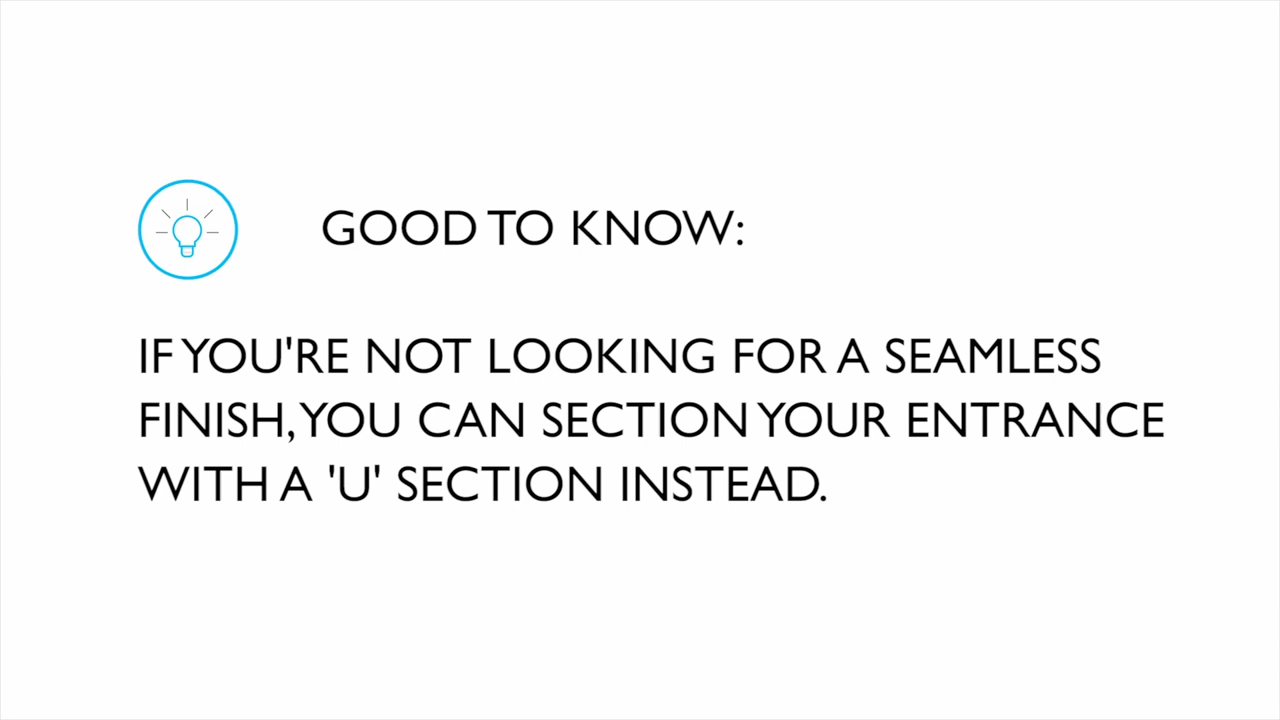 GOOD TO KNOW:
IF YOU'RE NOT LOOKING FOR A SEAMLESS
FINISH, YOU CAN SECTION YOUR ENTRANCE
WITH A 'U' SECTION INSTEAD.